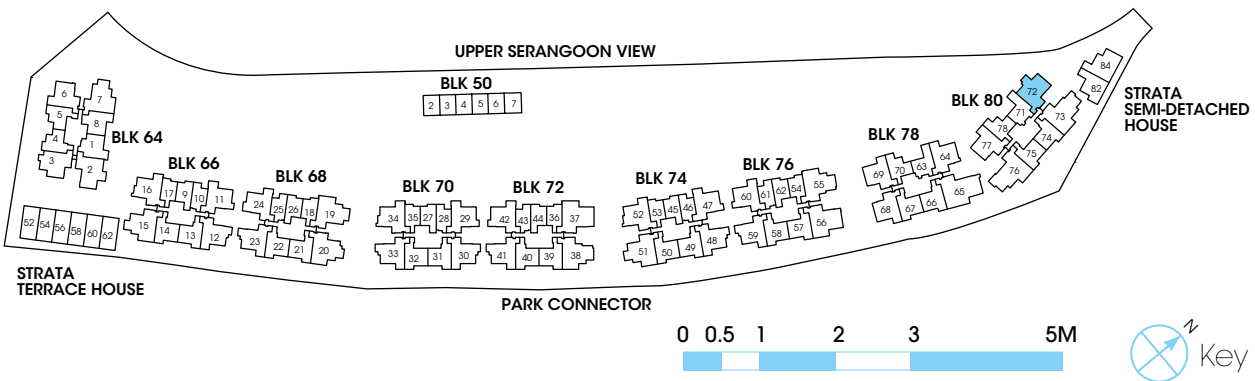 UPPER SERANGOON VIEW
BLK 50
2 3 4 5 6 7
BLK 64
6 7
5 8
4 1
3 2
BLK 66
16 17 9 10 11
15 14 13 12
BLK 68
24 25 26 18 19
23 22 21 20
BLK 70
34 35 27 28 29
33 32 31 30
BLK 72
42 43 44 36 37
41 40 39 38
BLK 74
52 53 45 46 47
51 50 49 48
BLK 76
60 61 62 54 55
59 58 57 56
BLK 78
69 70 63 64
68 67 66 65
BLK 80
72
71 73
78 74
77 75
76
84
82
STRATA
SEMI-DETACHED
HOUSE
52 54 56 58 60 62
STRATA
TERRACE HOUSE
PARK CONNECTOR
0 0.5 1 2 3 5M
N
Key